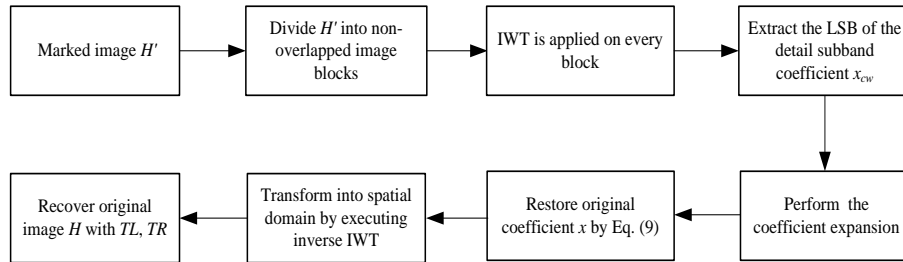 Marked image H'
Divide H' into non-
overlapped image
blocks
IWT is applied on every
block
Extract the LSB of the
detail subband
coefficient x_cw
Recover original
image H with TL, TR
Transform into spatial
domain by executing
inverse IWT
Restore original
coefficient x by Eq. (9)
Perform the
coefficient expansion